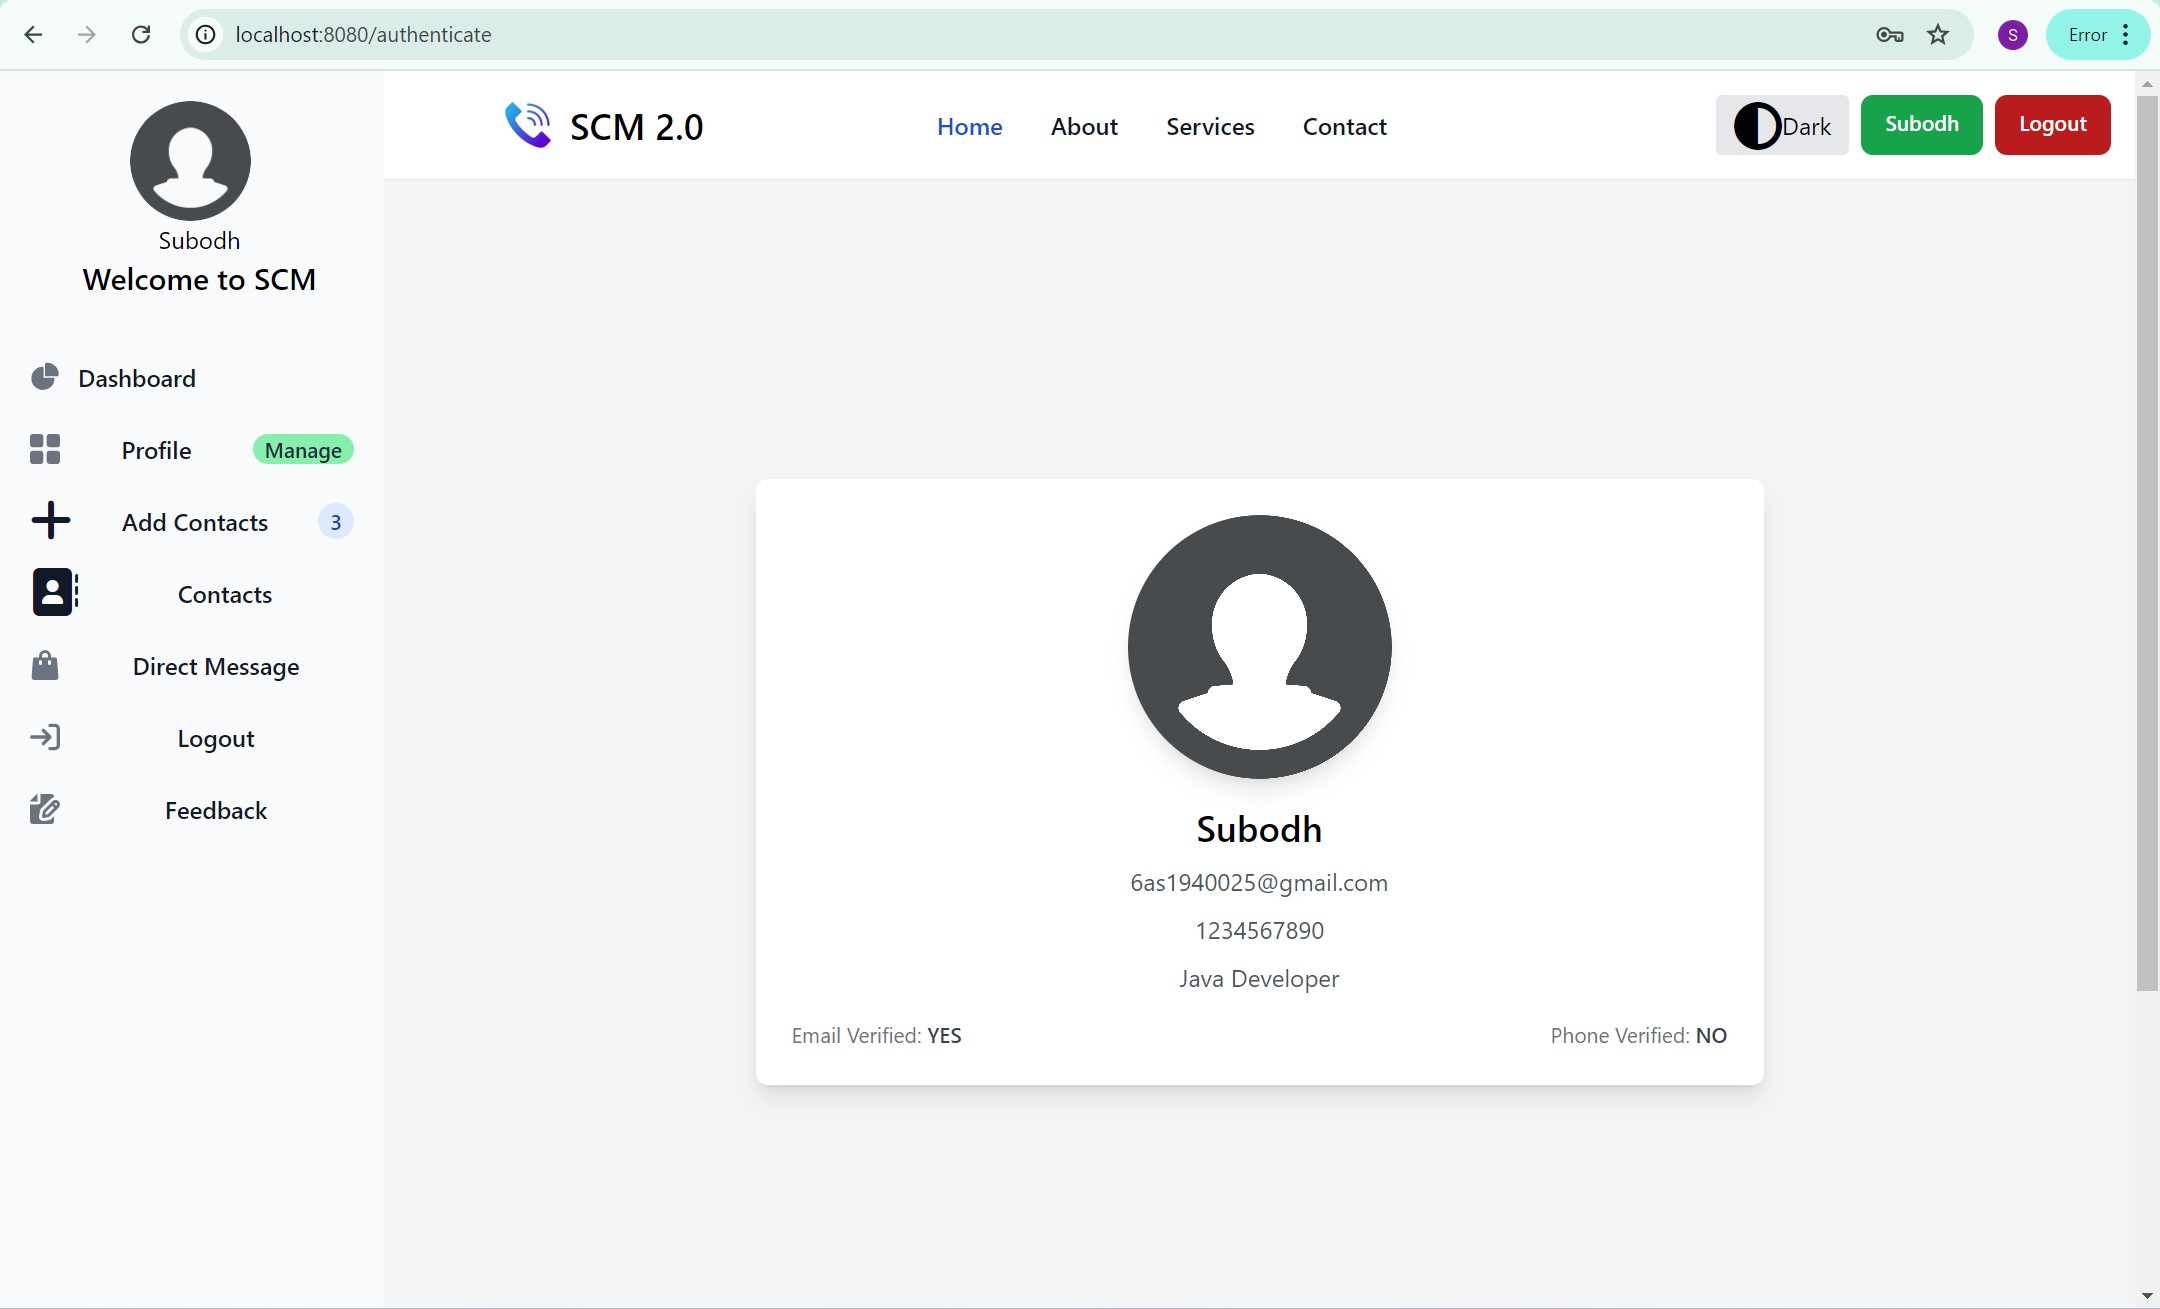 localhost:8080/authenticate
S
Error
Subodh
Welcome to SCM
Dashboard
Profile
Manage
Add Contacts
3
Contacts
Direct Message
Logout
Feedback
SCM 2.0
Home
About
Services
Contact
Dark
Subodh
Logout
Subodh
6as1940025@gmail.com
1234567890
Java Developer
Email Verified: YES
Phone Verified: NO